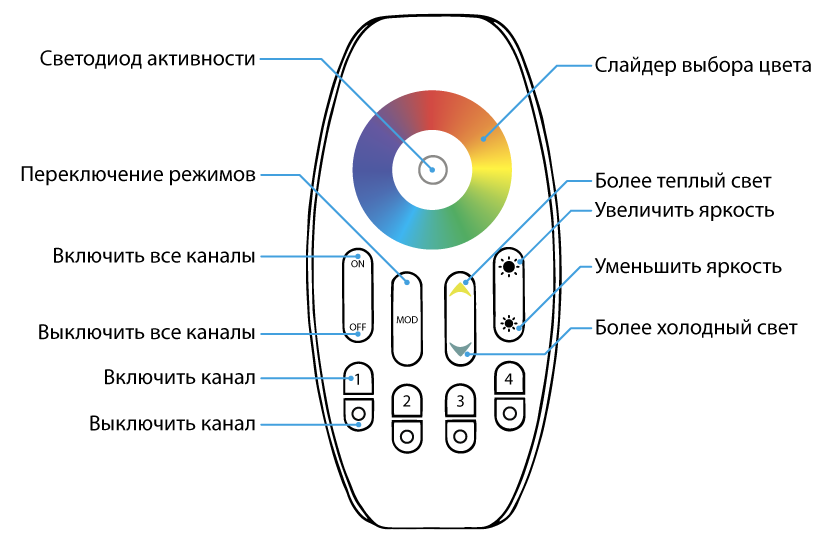 Светодиод активности
Слайдер выбора цвета
Переключение режимов
Более теплый свет
Увеличить яркость
Включить все каналы
ON
Уменьшить яркость
MOD
OFF
Выключить все каналы
Более холодный свет
Включить канал
1
4
2
3
Выключить канал